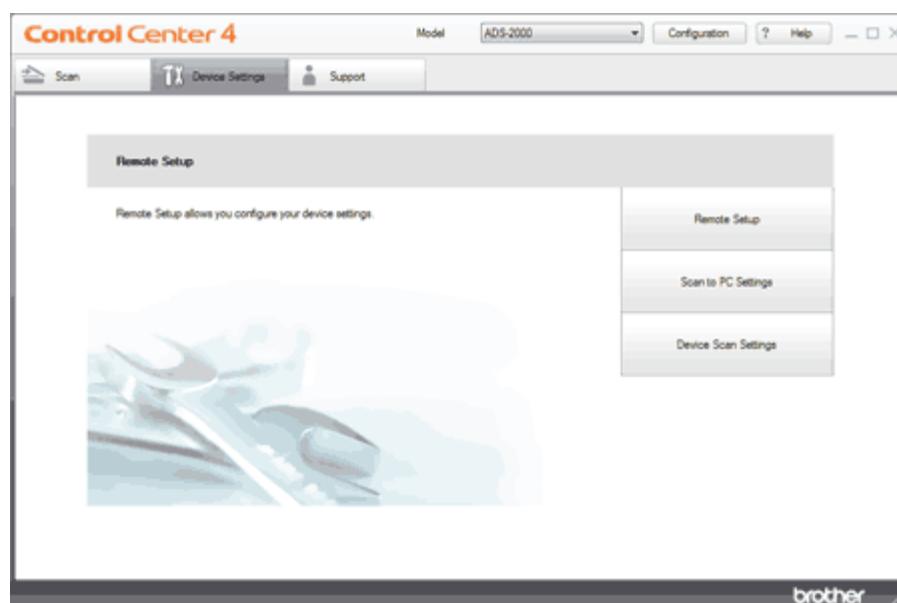 Control Center 4
Model ADS-2000 Configuration ? Help
Scan Device Settings Support
Remote Setup
Remote Setup allows you configure your device settings.
Remote Setup
Scan to PC Settings
Device Scan Settings
brother